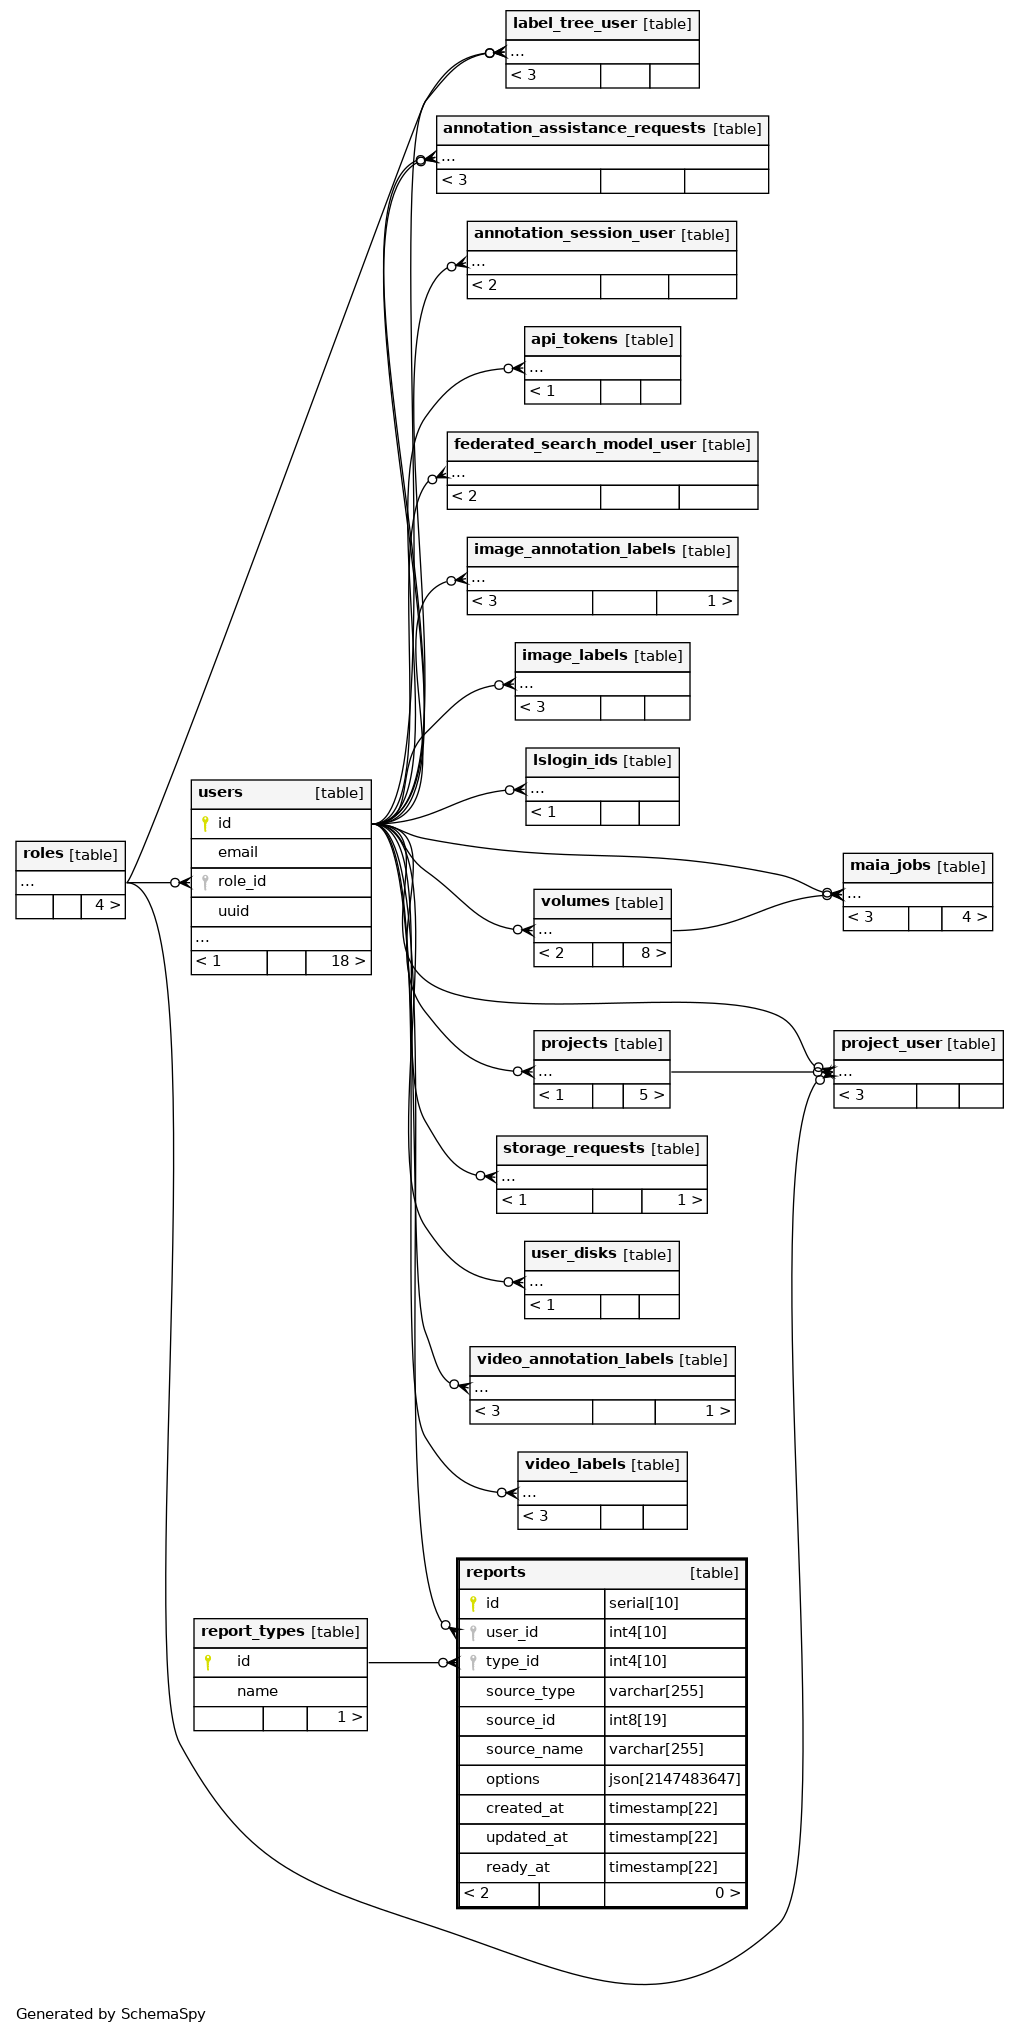 label_tree_user [table]
...
< 3
annotation_assistance_requests [table]
...
< 3
annotation_session_user [table]
...
< 2
api_tokens [table]
...
< 1
federated_search_model_user [table]
...
< 2
image_annotation_labels [table]
...
< 3 1 >
image_labels [table]
...
< 3
lslogin_ids [table]
...
< 1
users [table]
id
email
role_id
uuid
...
< 1 18 >
roles [table]
...
4 >
maia_jobs [table]
...
< 3 4 >
volumes [table]
...
< 2 8 >
projects [table]
...
< 1 5 >
project_user [table]
...
< 3
storage_requests [table]
...
< 1 1 >
user_disks [table]
...
< 1
video_annotation_labels [table]
...
< 3 1 >
video_labels [table]
...
< 3
reports [table]
id serial[10]
user_id int4[10]
type_id int4[10]
source_type varchar[255]
source_id int8[19]
source_name varchar[255]
options json[2147483647]
created_at timestamp[22]
updated_at timestamp[22]
ready_at timestamp[22]
< 2 0 >
report_types [table]
id
name
1 >
Generated by SchemaSpy